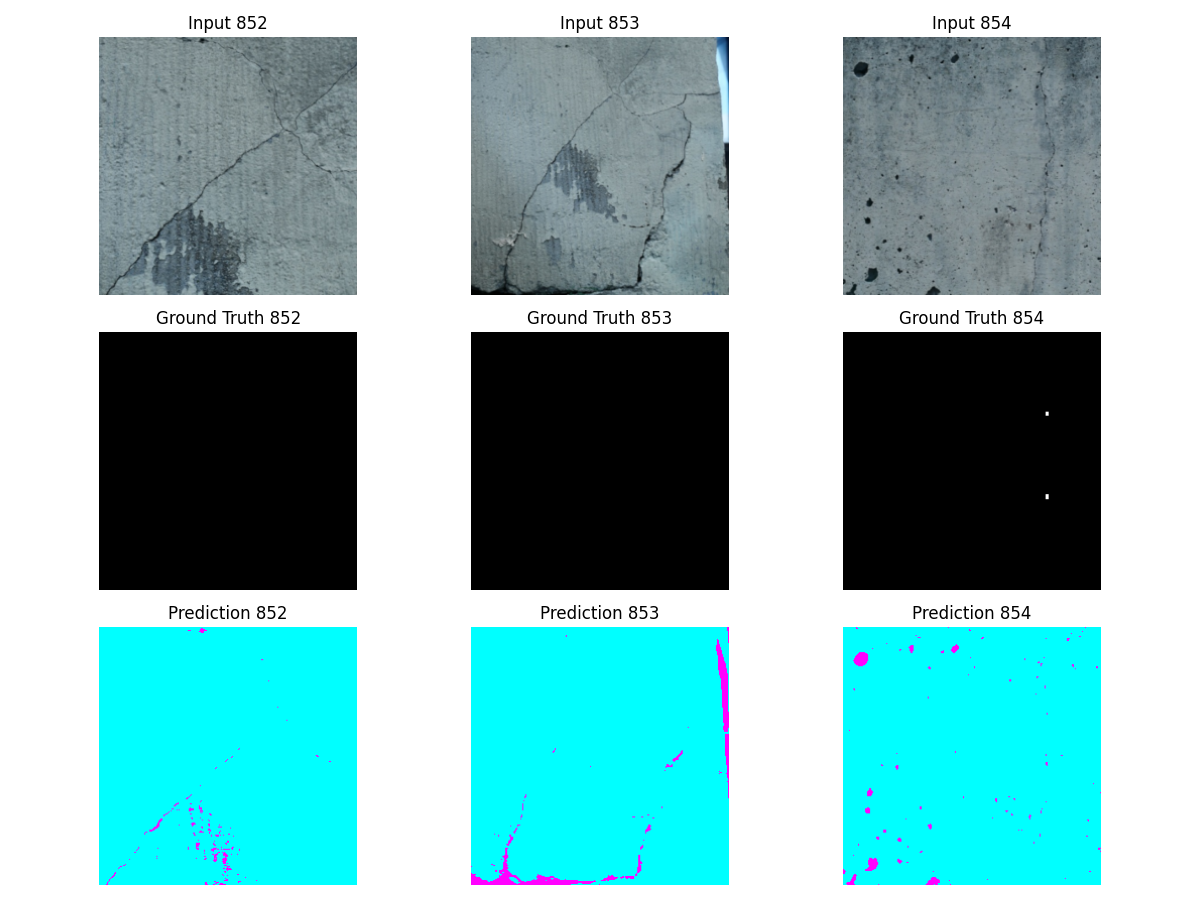 Input 852
Input 853
Input 854
Ground Truth 852
Ground Truth 853
Ground Truth 854
Prediction 852
Prediction 853
Prediction 854